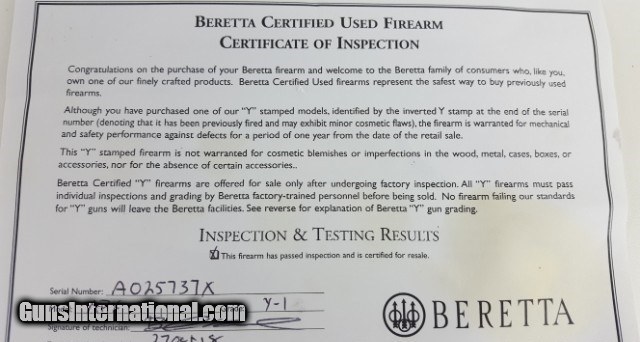 BERETTA CERTIFIED USED FIREARM
CERTIFICATE OF INSPECTION
Congratulations on the purchase of your Beretta firearm and welcome to the Beretta family of consumers who, like you,
own one of our finely crafted products. Beretta Certified Used firearms represent the safest way to buy previously used
firearms.
Although you have purchased one of our "Y" stamped models, identified by the inverted Y stamp at the end of the serial
number (denoting that it has been previously fired and may exhibit minor cosmetic flaws), the firearm is warranted for mechanical
and safety performance against defects for a period of one year from the date of the retail sale.
This "Y" stamped firearm is not warranted for cosmetic blemishes or imperfections in the wood, metal, cases, boxes, or
accessories, nor for the absence of certain accessories..
Beretta Certified "Y" firearms are offered for sale only after undergoing factory inspection. All "Y" firearms must pass
individual inspections and grading by Beretta factory-trained personnel before being sold. No firearm failing our standards
for "Y" guns will leave the Beretta facilities. See reverse for explanation of Beretta "Y" gun grading.
INSPECTION & TESTING RESULTS
This firearm has passed inspection and is certified for resale.
Serial Number: A025737X
Y-1
GunsInternational.com
Signature of technician:
BERETTA